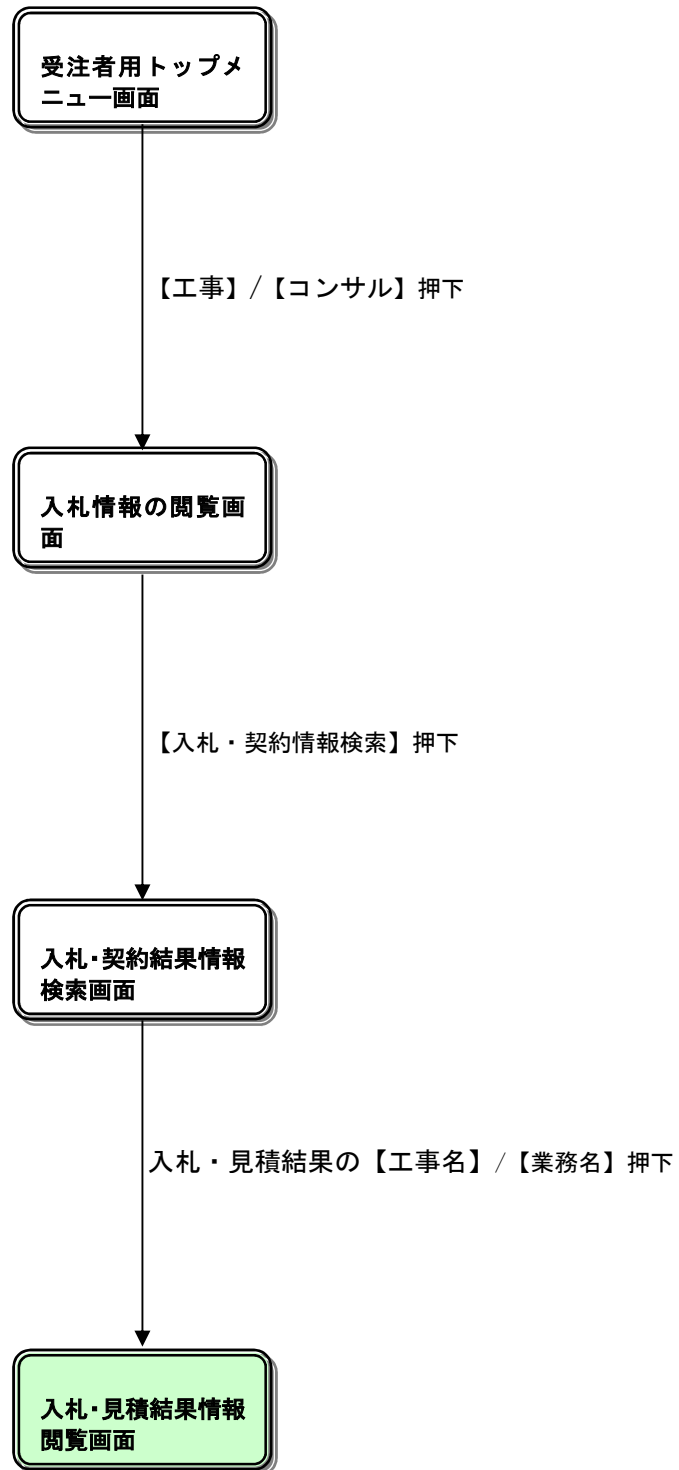 受注者用トップメ
ニュー画面
【工事】/【コンサル】押下
入札情報の閲覧画
面
【入札・契約情報検索】押下
入札・契約結果情報
検索画面
入札・見積結果の【工事名】/【業務名】押下
入札・見積結果情報
閲覧画面